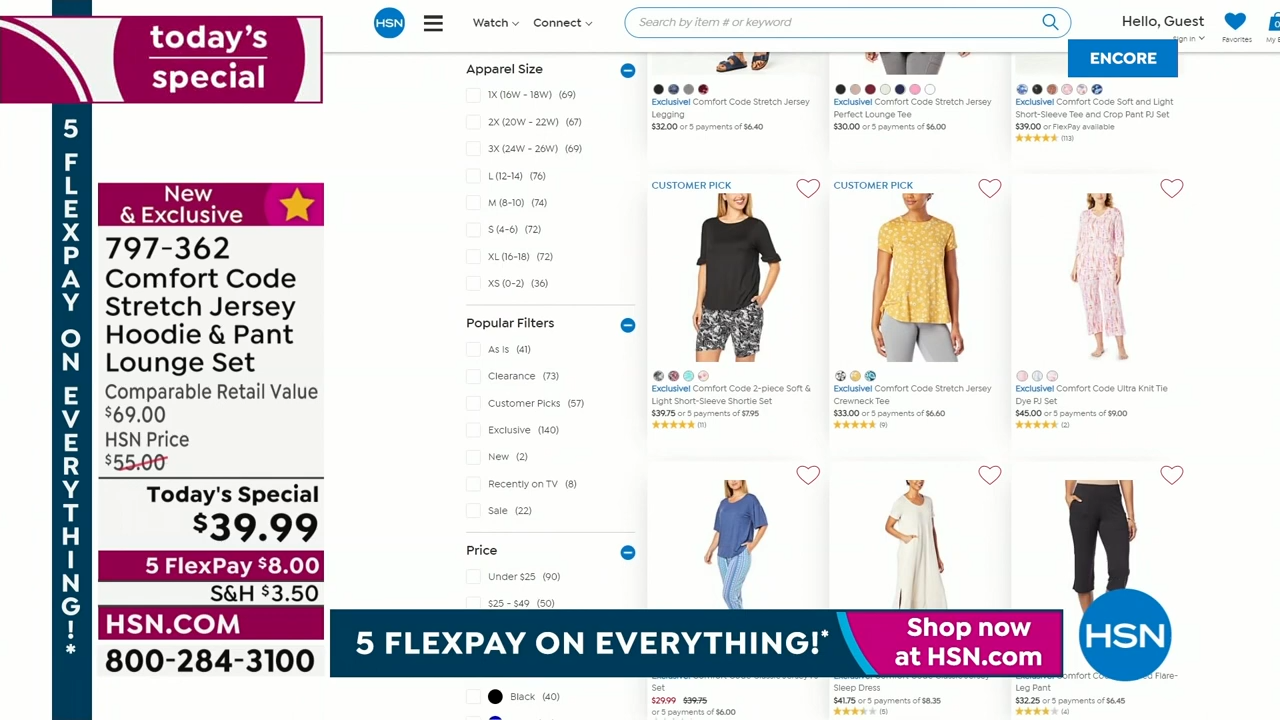 today's
special
5 FLEXPAY ON EVERYTHING!*
New
& Exclusive
797-362
Comfort Code
Stretch Jersey
Hoodie & Pant
Lounge Set
Comparable Retail Value
$69.00
HSN Price
$55.00
Today's Special
$39.99
5 FlexPay $8.00
S&H $3.50
HSN.COM
800-284-3100
HSN
Watch
Connect
Search by item # or keyword
Hello, Guest
Sign In
Favorites
ENCORE
Apparel Size
1X (16W - 18W) (69)
2X (20W - 22W) (67)
3X (24W - 26W) (69)
L (12-14) (76)
M (8-10) (74)
S (4-6) (72)
XL (16-18) (72)
XS (0-2) (36)
Popular Filters
As Is (41)
Clearance (73)
Customer Picks (57)
Exclusive (140)
New (2)
Recently on TV (8)
Sale (22)
Price
Under $25 (90)
$25 - $49 (50)
Black (40)
Exclusive! Comfort Code Stretch Jersey
Legging
$32.00 or 5 payments of $6.40
Exclusive! Comfort Code Stretch Jersey
Perfect Lounge Tee
$30.00 or 5 payments of $6.00
Exclusive! Comfort Code Soft and Light
Short-Sleeve Tee and Crop Pant PJ Set
$39.00 or FlexPay available
(113)
CUSTOMER PICK
Exclusive! Comfort Code 2-piece Soft &
Light Short-Sleeve Shortie Set
$39.75 or 5 payments of $7.95
(11)
CUSTOMER PICK
Exclusive! Comfort Code Stretch Jersey
Crewneck Tee
$33.00 or 5 payments of $6.60
(9)
Exclusive! Comfort Code Ultra Knit Tie
Dye PJ Set
$45.00 or 5 payments of $9.00
(2)
Set
$29.99 $39.75
or 5 payments of $6.00
Sleep Dress
$41.75 or 5 payments of $8.35
(5)
Flare-
Leg Pant
$32.25 or 5 payments of $6.45
(4)
5 FLEXPAY ON EVERYTHING!*
Shop now
at HSN.com
HSN